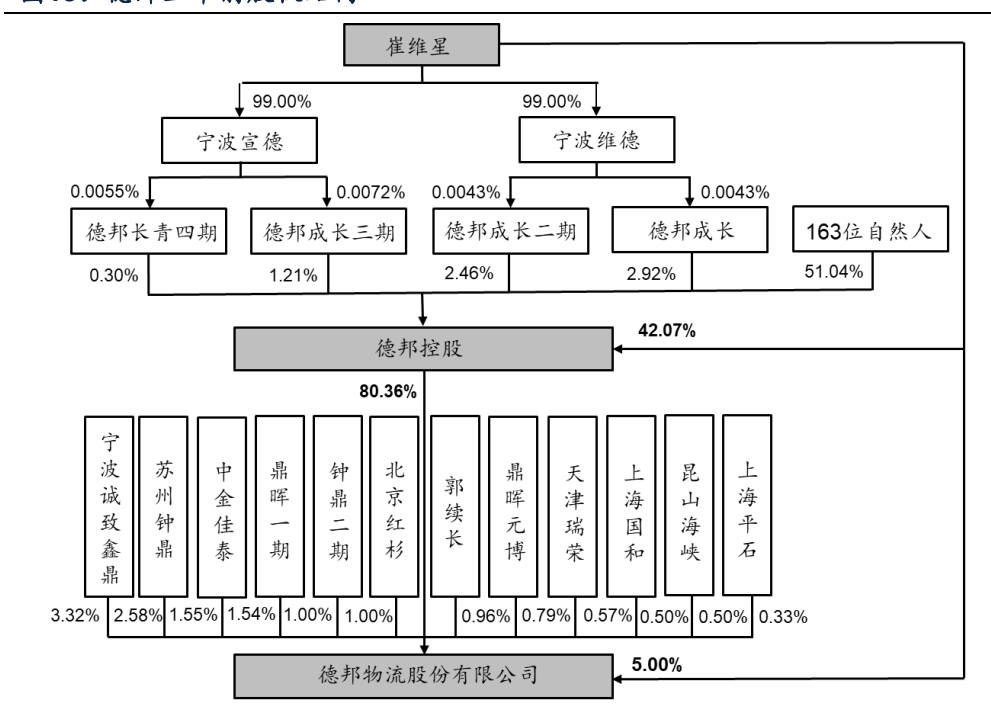 崔维星
99.00%
99.00%
宁波宣德
宁波维德
0.0055%
0.0072%
0.0043%
0.0043%
德邦长青四期
德邦成长三期
德邦成长二期
德邦成长
163位自然人
0.30%
1.21%
2.46%
2.92%
51.04%
42.07%
德邦控股
80.36%
宁波诚致鑫鼎
苏州钟鼎
中金佳泰
鼎晖一期
钟鼎二期
北京红杉
郭续长
鼎晖元博
天津瑞荣
上海国和
昆山海峡
上海平石
3.32%
2.58%
1.55%
1.54%
1.00%
1.00%
0.96%
0.79%
0.57%
0.50%
0.50%
0.33%
德邦物流股份有限公司
5.00%